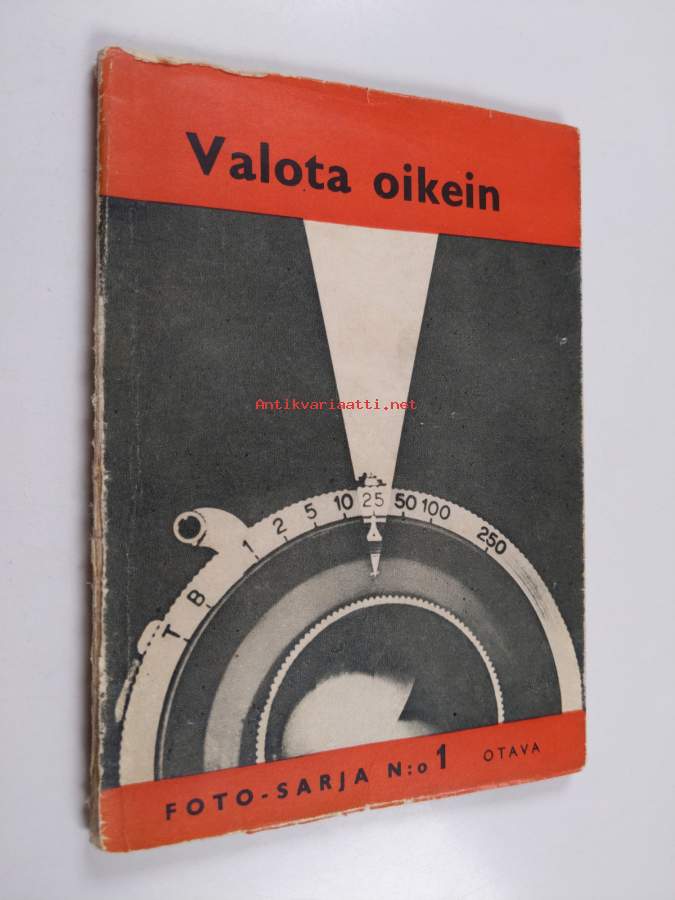 Valota oikein
Antikvariaatti.net
T B 1 2 5 10 25 50 100 250
FOTO-SARJA N:o 1 OTAVA